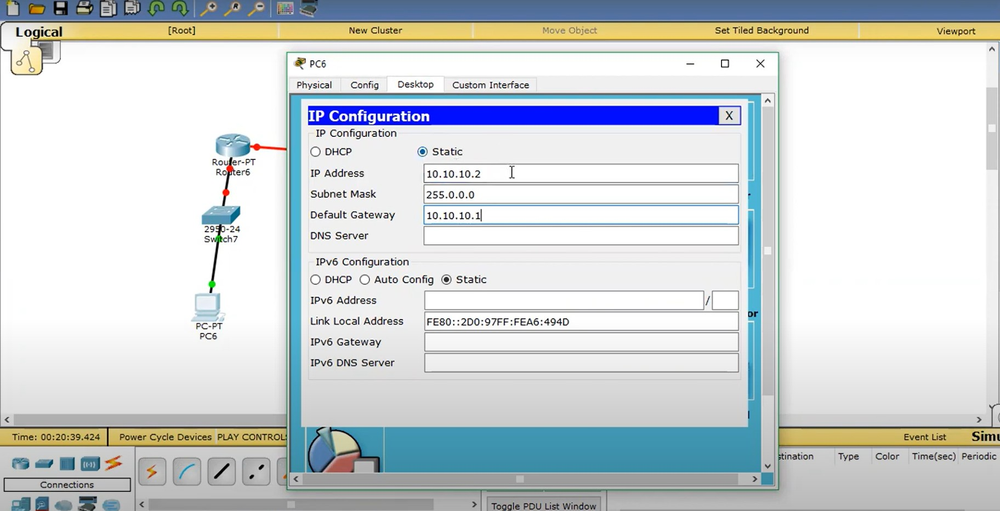 Logical
[Root]
New Cluster
Move Object
Set Tiled Background
Viewport
PC6
Physical
Config
Desktop
Custom Interface
IP Configuration
X
IP Configuration
DHCP
Static
IP Address
10.10.10.2
Subnet Mask
255.0.0.0
Default Gateway
10.10.10.1
DNS Server
IPv6 Configuration
DHCP
Auto Config
Static
IPv6 Address
/
Link Local Address
FE80::2D0:97FF:FEA6:494D
IPv6 Gateway
IPv6 DNS Server
or
Router-PT
Router6
2950-24
Switch7
PC-PT
PC6
Time: 00:20:39.424
Power Cycle Devices
PLAY CONTROLS
Event List
Simu
stination
Type
Color
Time(sec)
Periodic
Connections
Toggle PDU List Window